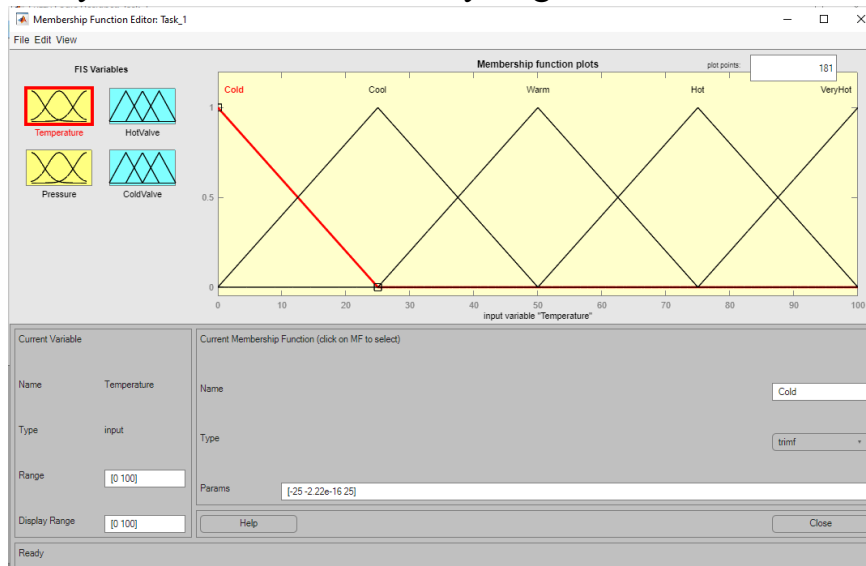 Membership Function Editor: Task_1
File Edit View
FIS Variables
Temperature
HotValve
Pressure
ColdValve
Membership function plots
plot points:
181
Cold
Cool
Warm
Hot
VeryHot
1
0.5
0
0 10 20 30 40 50 60 70 80 90 100
input variable "Temperature"
Current Variable
Name Temperature
Type input
Range [0 100]
Display Range [0 100]
Current Membership Function (click on MF to select)
Name Cold
Type trimf
Params [-25 -2.22e-16 25]
Help
Close
Ready